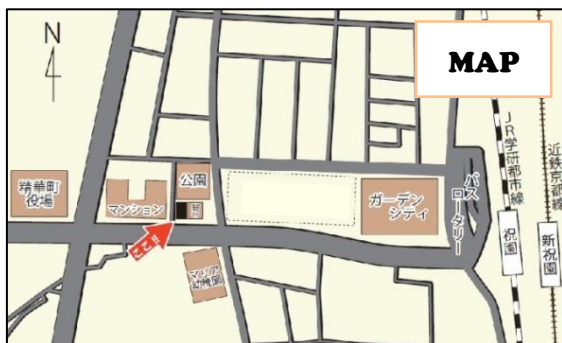 N
MAP
JR学研都市線
近鉄京都線
精華町
役場
マンション
公園
ガーデン
シティ
バス
ロータリー
祝園
新祝園
ココ
マリア
幼稚園